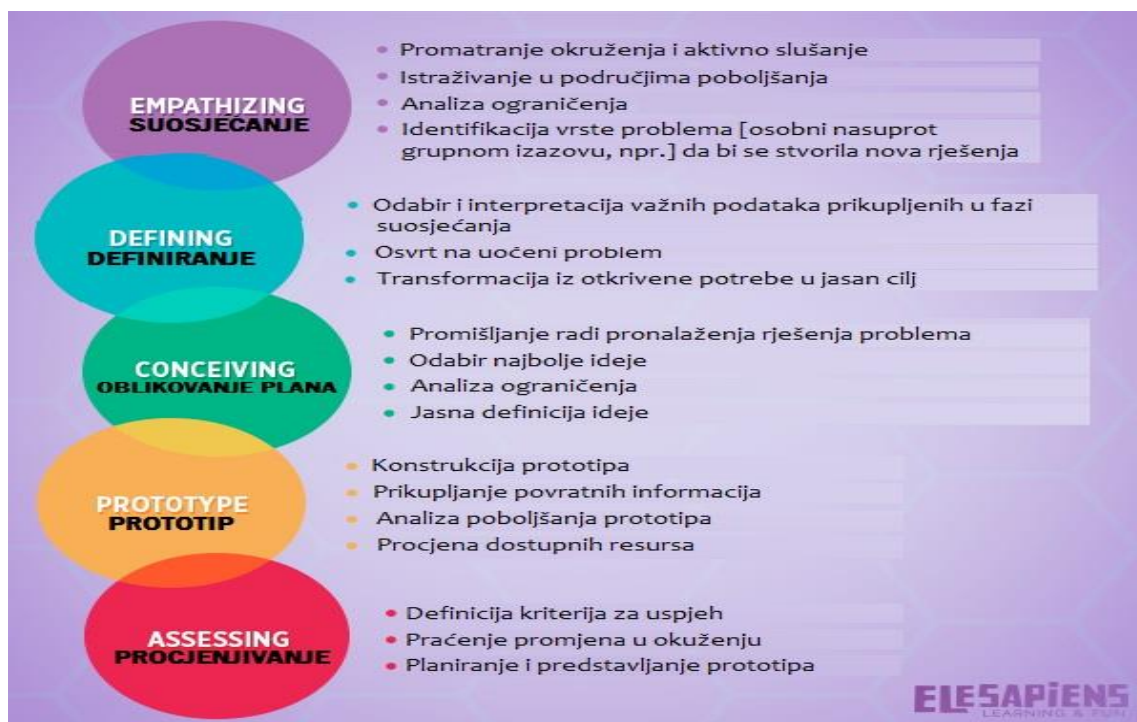 EMPATHIZING
SUOSJEĆANJE
• Promatranje okruženja i aktivno slušanje
• Istraživanje u područjima poboljšanja
• Analiza ograničenja
• Identifikacija vrste problema [osobni nasuprot
grupnom izazovu, npr.] da bi se stvorila nova rješenja
DEFINING
DEFINIRANJE
• Odabir i interpretacija važnih podataka prikupljenih u fazi
suosjećanja
• Osvrt na uočeni problem
• Transformacija iz otkrivene potrebe u jasan cilj
CONCEIVING
OBLIKOVANJE PLANA
• Promišljanje radi pronalaženja rješenja problema
• Odabir najbolje ideje
• Analiza ograničenja
• Jasna definicija ideje
PROTOTYPE
PROTOTIP
• Konstrukcija prototipa
• Prikupljanje povratnih informacija
• Analiza poboljšanja prototipa
• Procjena dostupnih resursa
ASSESSING
PROCJENJIVANJE
• Definicija kriterija za uspjeh
• Praćenje promjena u okuženju
• Planiranje i predstavljanje prototipa
ELESAPiENS
LEARNING & FUN